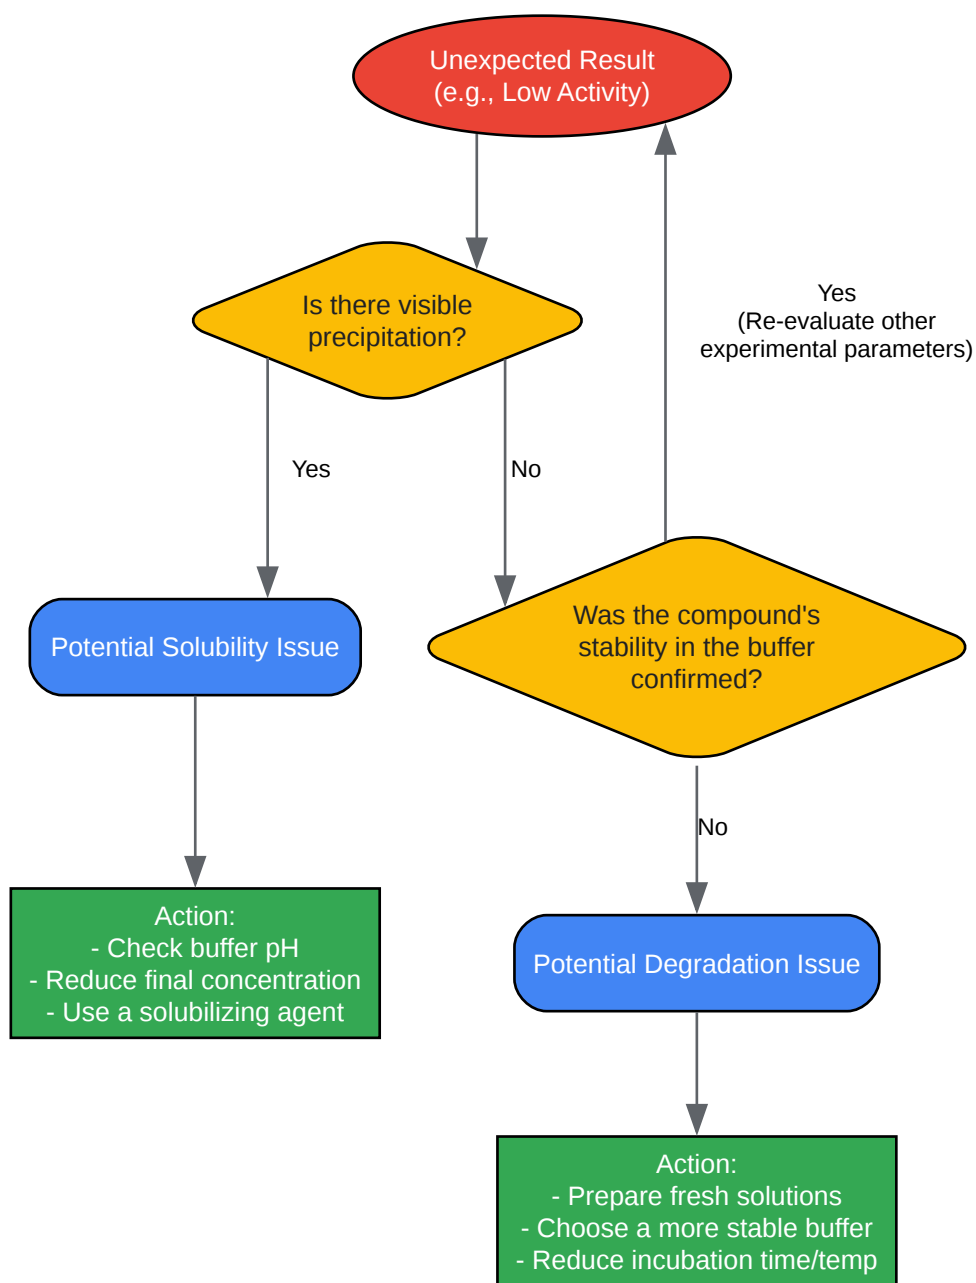 Unexpected Result
(e.g., Low Activity)
Is there visible
precipitation?
Yes
(Re-evaluate other
experimental parameters)
Yes
No
Was the compound's
stability in the buffer
confirmed?
Potential Solubility Issue
No
Action:
- Check buffer pH
- Reduce final concentration
- Use a solubilizing agent
Potential Degradation Issue
Action:
- Prepare fresh solutions
- Choose a more stable buffer
- Reduce incubation time/temp